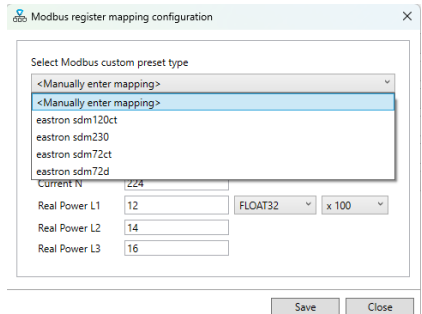 Modbus register mapping configuration
Select Modbus custom preset type
<Manually enter mapping>
<Manually enter mapping>
eastron sdm120ct
eastron sdm230
eastron sdm72ct
eastron sdm72d
Current N 224
Real Power L1 12 FLOAT32 x 100
Real Power L2 14
Real Power L3 16
Save Close